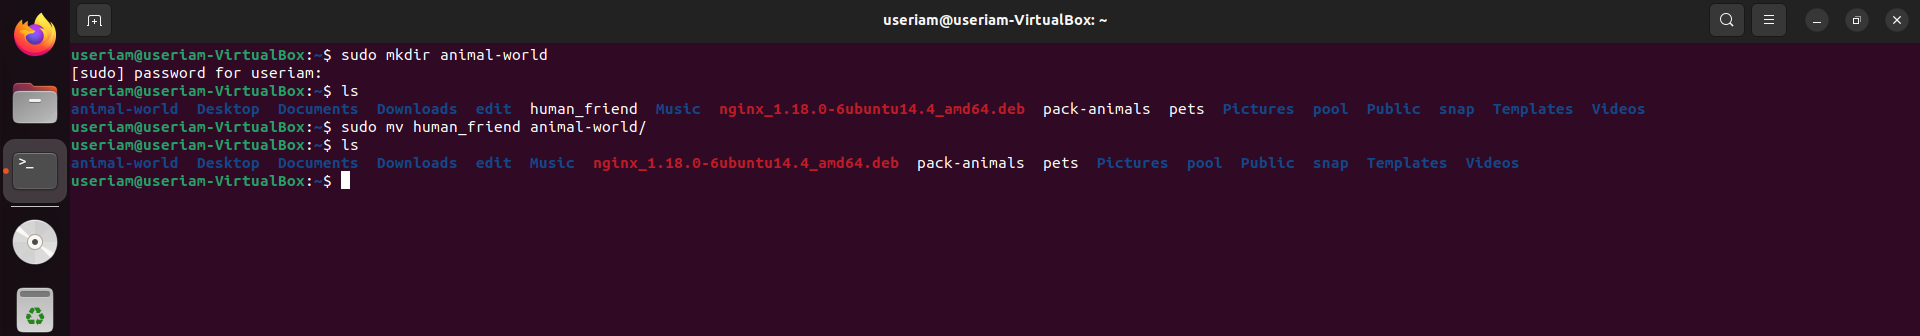 useriam@useriam-VirtualBox: ~
useriam@useriam-VirtualBox:~$ sudo mkdir animal-world
[sudo] password for useriam:
useriam@useriam-VirtualBox:~$ ls
animal-world  Desktop  Documents  Downloads  edit  human_friend  Music  nginx_1.18.0-6ubuntu14.4_amd64.deb  pack-animals  pets  Pictures  pool  Public  snap  Templates  Videos
useriam@useriam-VirtualBox:~$ sudo mv human_friend animal-world/
useriam@useriam-VirtualBox:~$ ls
animal-world  Desktop  Documents  Downloads  edit  Music  nginx_1.18.0-6ubuntu14.4_amd64.deb  pack-animals  pets  Pictures  pool  Public  snap  Templates  Videos
useriam@useriam-VirtualBox:~$